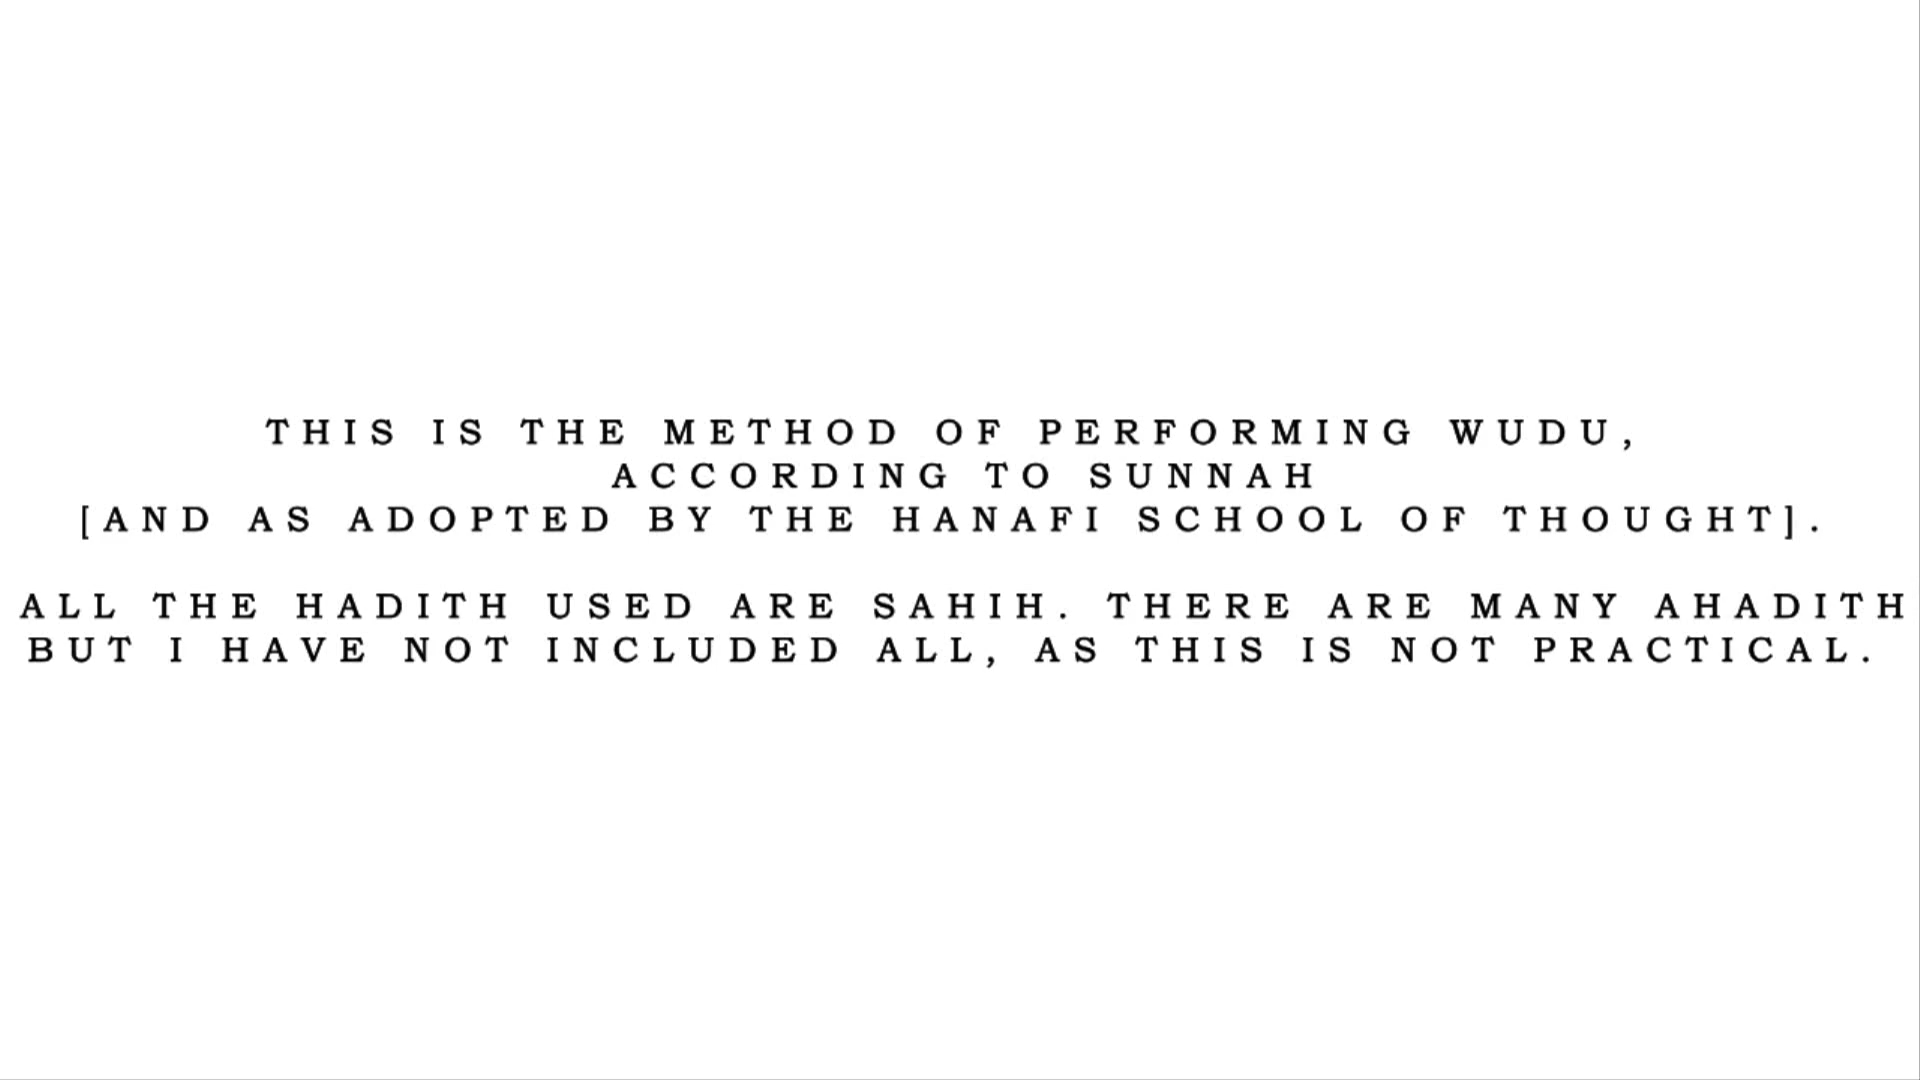 THIS IS THE METHOD OF PERFORMING WUDU,
ACCORDING TO SUNNAH
[AND AS ADOPTED BY THE HANAFI SCHOOL OF THOUGHT].
ALL THE HADITH USED ARE SAHIH. THERE ARE MANY AHADITH
BUT I HAVE NOT INCLUDED ALL, AS THIS IS NOT PRACTICAL.